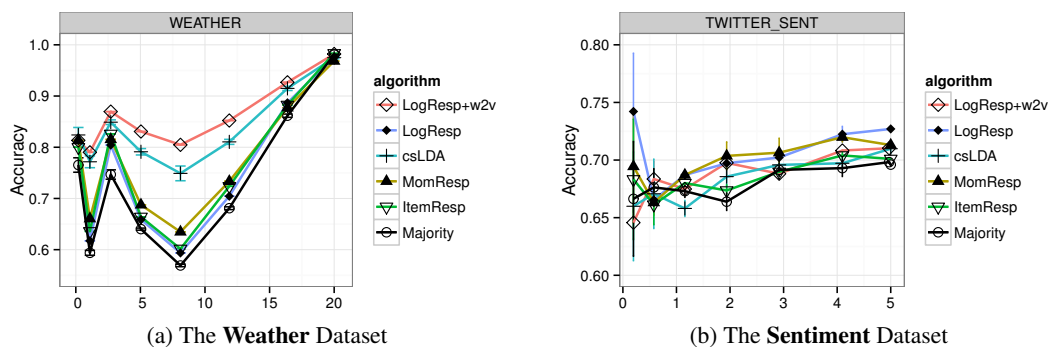 WEATHER
1.0
0.9
0.8
0.7
0.6
Accuracy
0
5
10
15
20
algorithm
LogResp+w2v
LogResp
csLDA
MomResp
ItemResp
Majority
(a) The Weather Dataset
TWITTER_SENT
0.80
0.75
0.70
0.65
0.60
Accuracy
0
1
2
3
4
5
algorithm
LogResp+w2v
LogResp
csLDA
MomResp
ItemResp
Majority
(b) The Sentiment Dataset